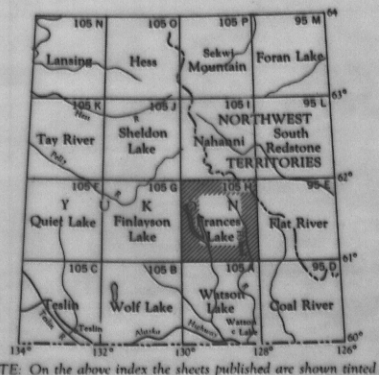 105 N 105 O 105 P 95 M 64
Lansing Hess Sekwi Mountain Foran Lake
63°
105 K 105 J 105 I 95 L
Hess R
NORTHWEST
Tay River Sheldon Lake Nahanni South Redstone
TERRITORIES
Pelly R
62°
105 F 105 G 105 H 95 E
Y U K N
Quiet Lake Finlayson Lake Frances Lake Flat River
61°
105 C 105 B 105 A 95 D
Teslin Wolf Lake Watson Lake Coal River
Teslin R Teslin Alaska Highway Watson Lake
60°
134° 132° 130° 128° 126°
TE: On the above index the sheets published are shown tinted